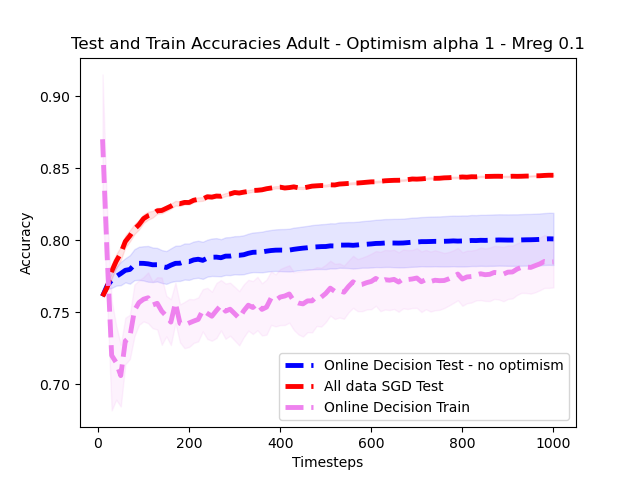 Test and Train Accuracies Adult - Optimism alpha 1 - Mreg 0.1
0.90
0.85
0.80
0.75
0.70
Accuracy
Online Decision Test - no optimism
All data SGD Test
Online Decision Train
0 200 400 600 800 1000
Timesteps